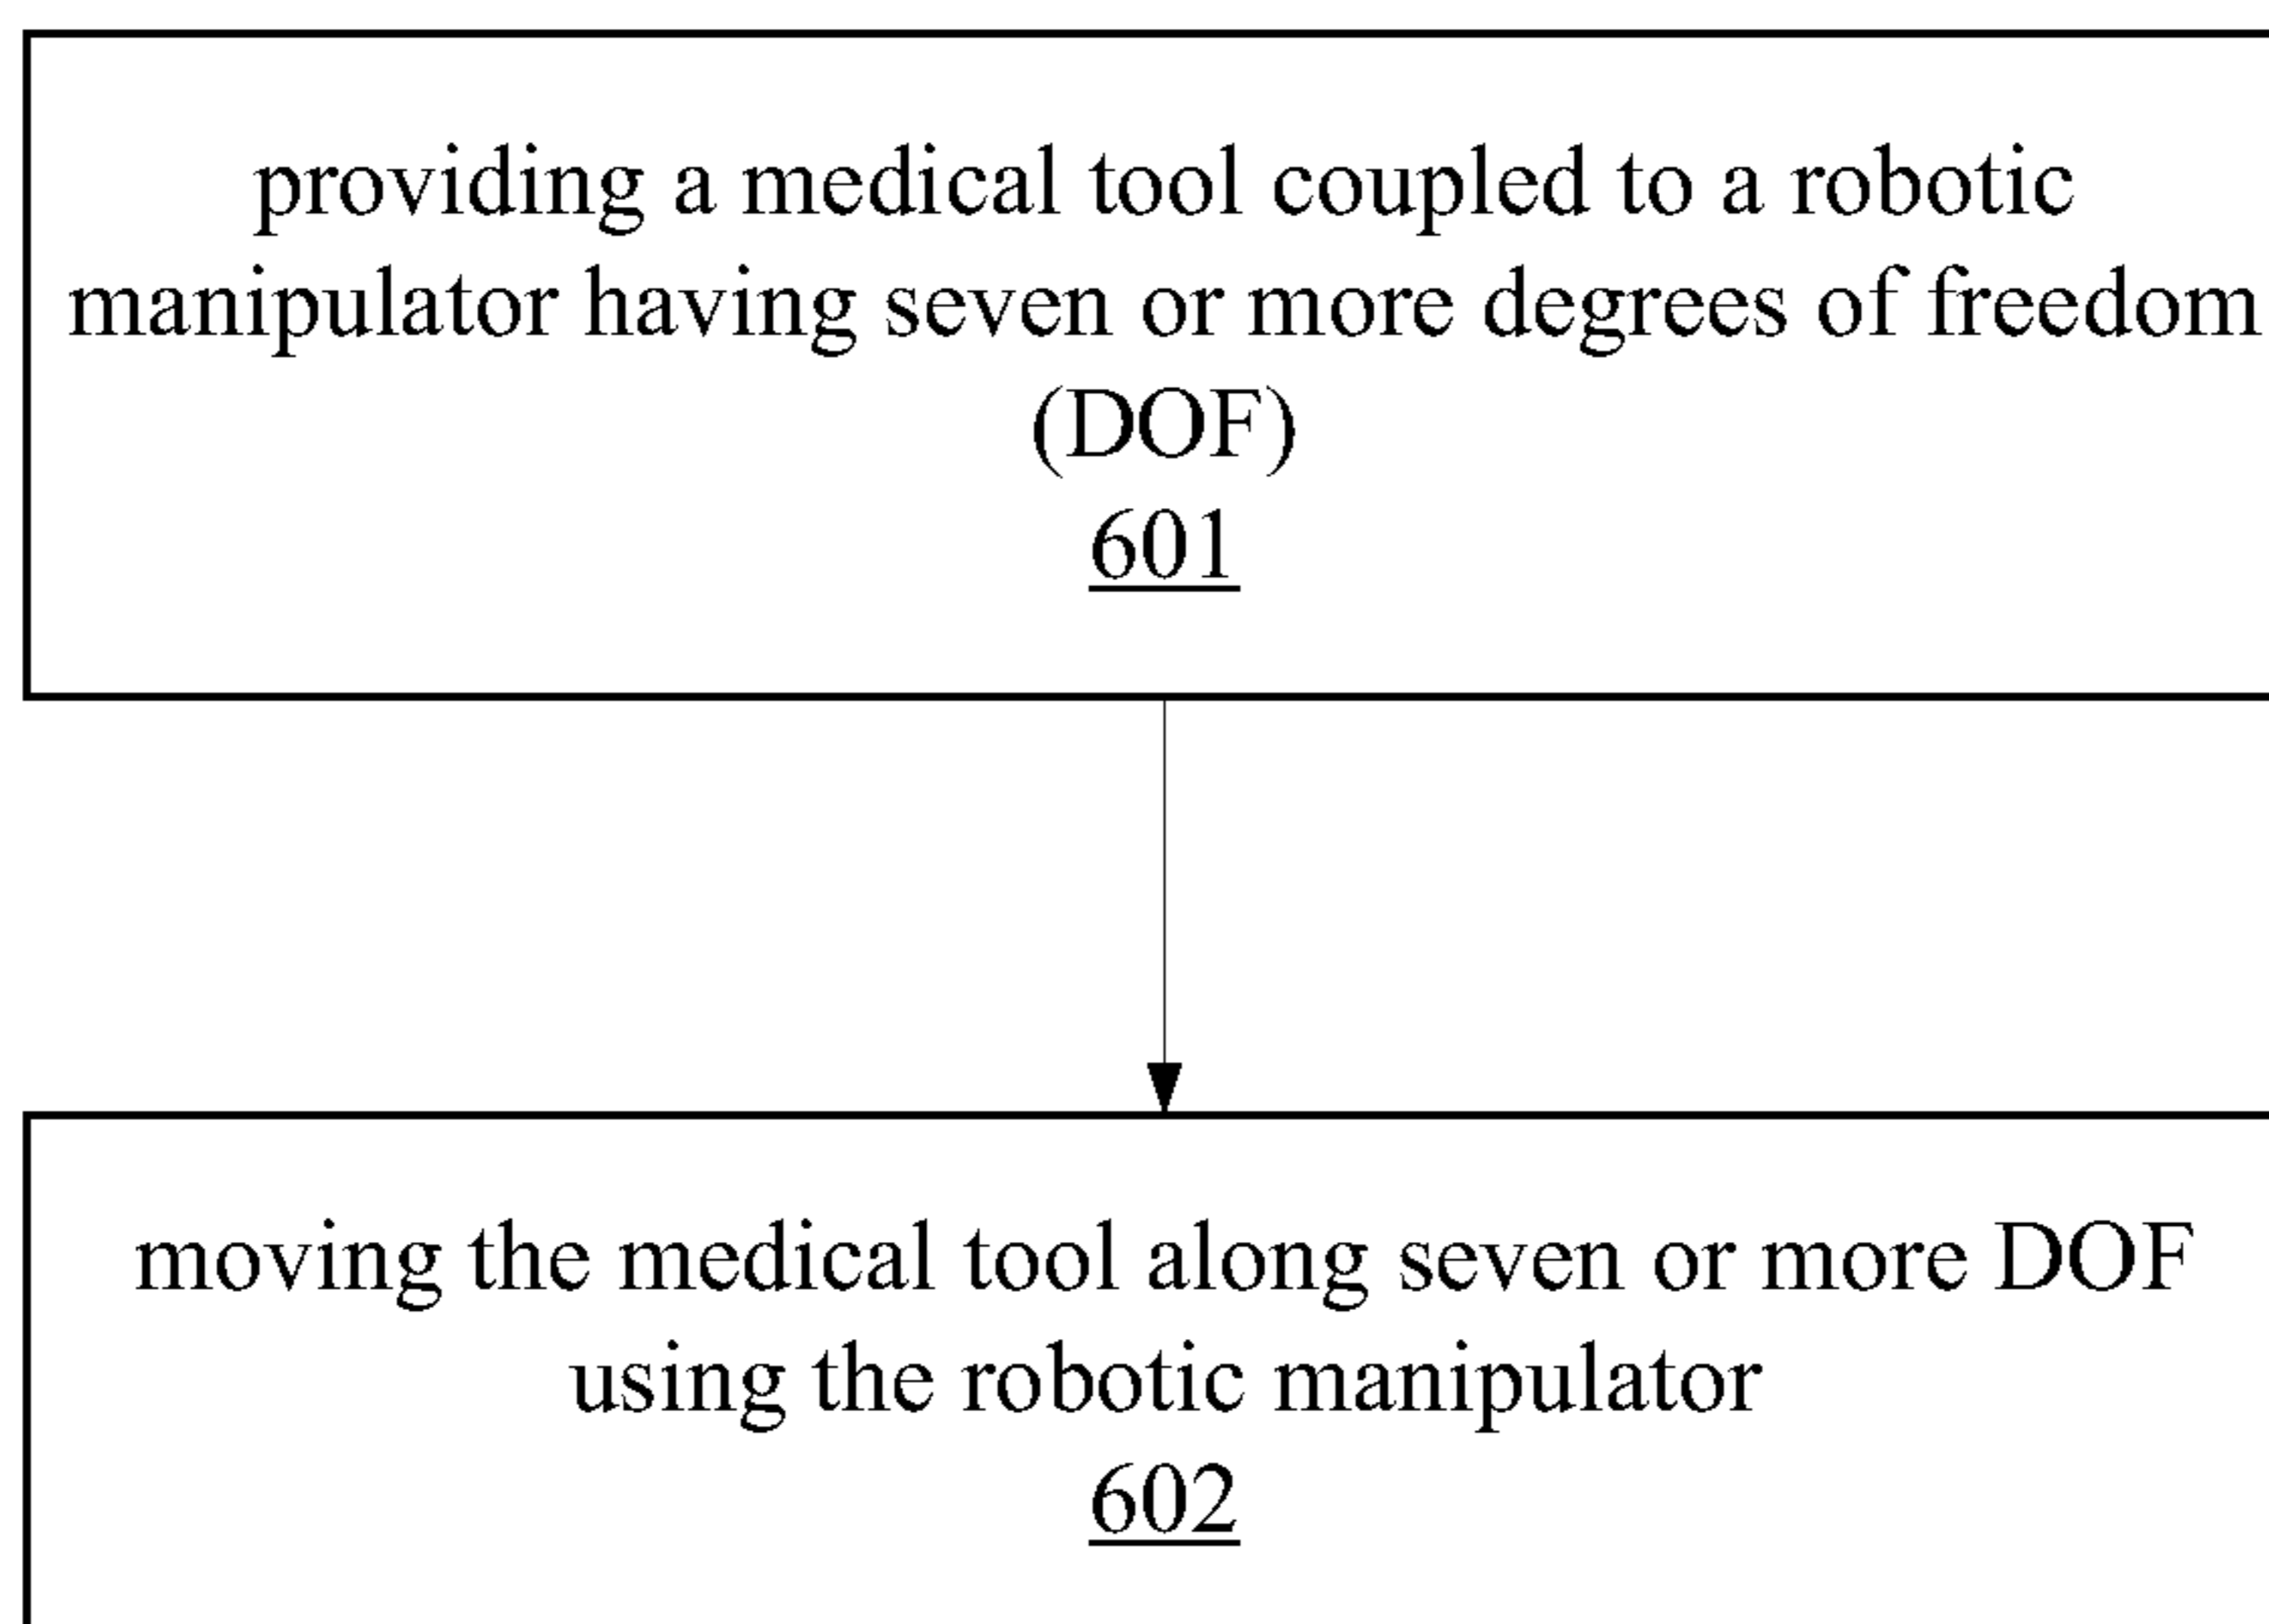 providing a medical tool coupled to a robotic
manipulator having seven or more degrees of freedom
(DOF)
601
moving the medical tool along seven or more DOF
using the robotic manipulator
602